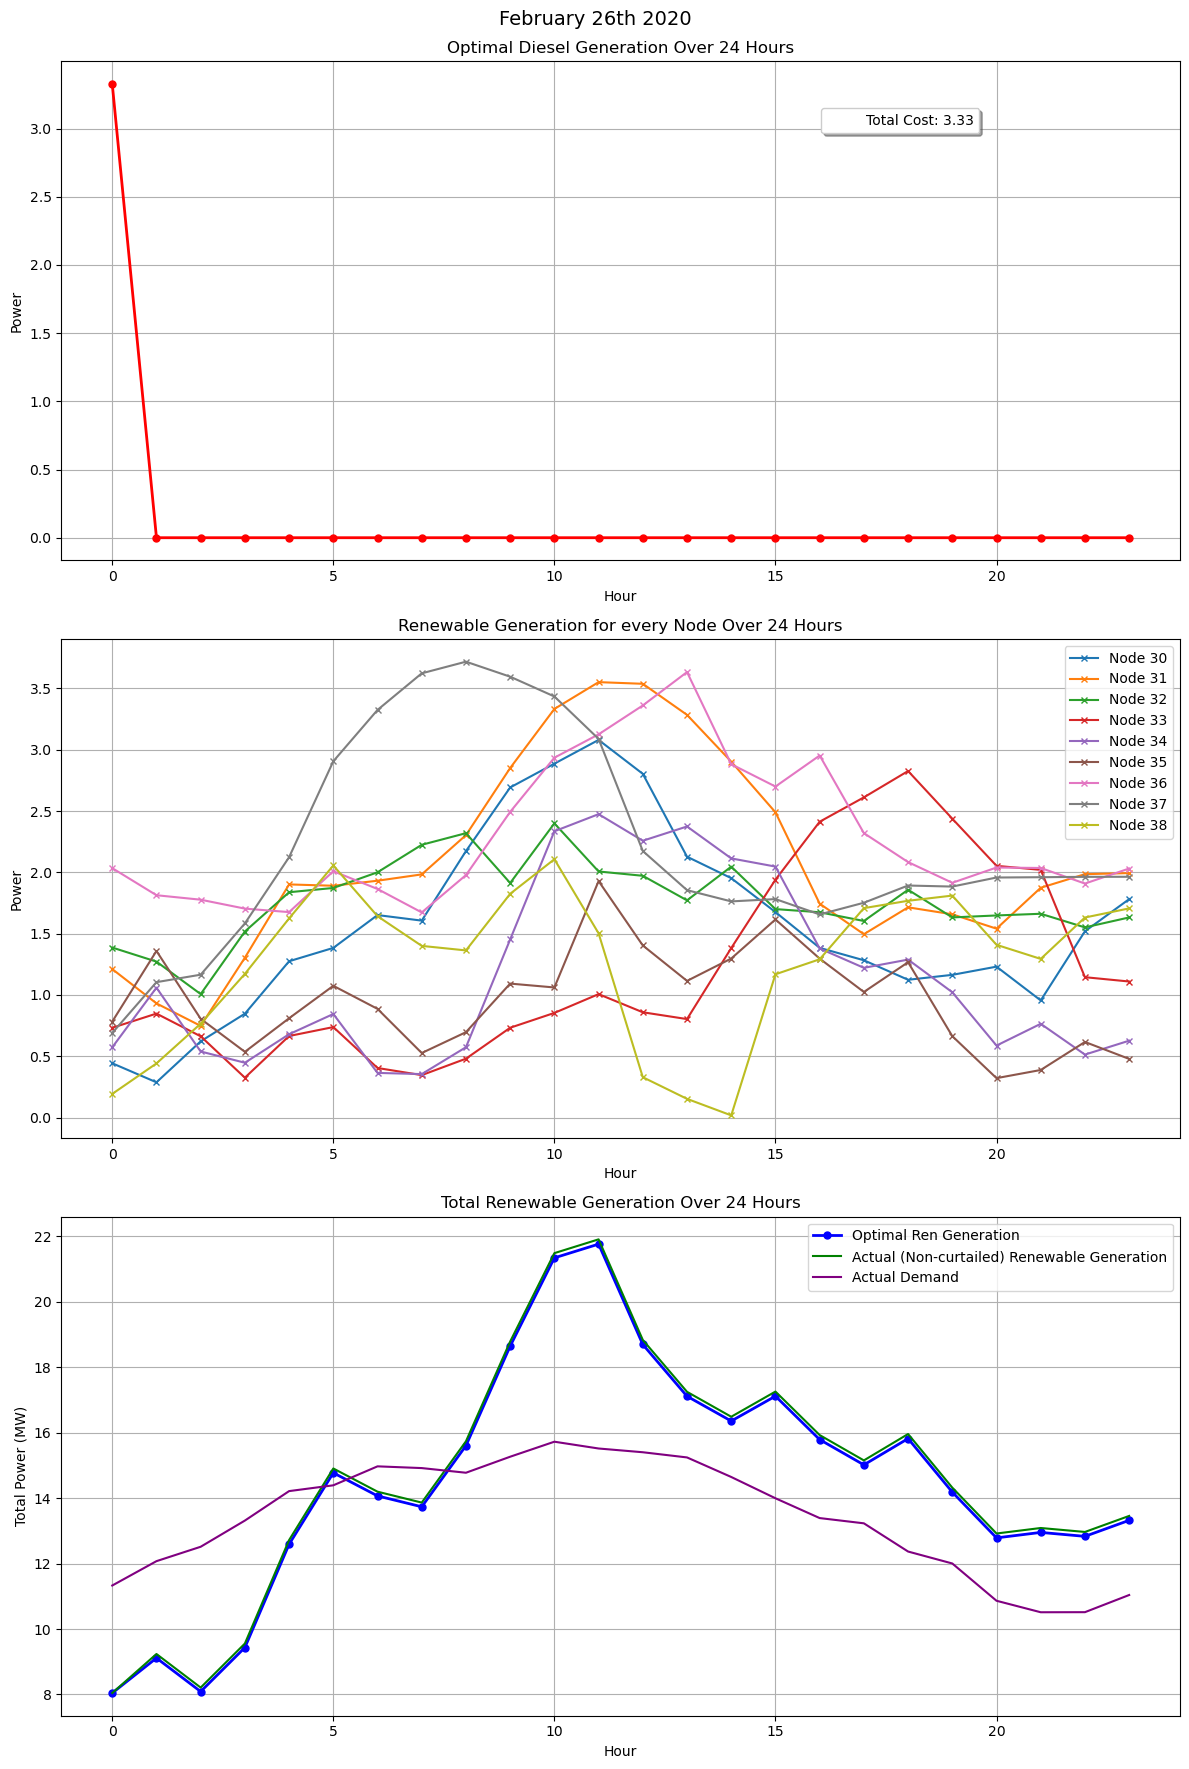 February 26th 2020
Optimal Diesel Generation Over 24 Hours
Total Cost: 3.33
3.0
2.5
2.0
1.5
1.0
0.5
0.0
Power
0 5 10 15 20
Hour
Renewable Generation for every Node Over 24 Hours
Node 30
Node 31
Node 32
Node 33
Node 34
Node 35
Node 36
Node 37
Node 38
3.5
3.0
2.5
2.0
1.5
1.0
0.5
0.0
Power
0 5 10 15 20
Hour
Total Renewable Generation Over 24 Hours
Optimal Ren Generation
Actual (Non-curtailed) Renewable Generation
Actual Demand
22
20
18
16
14
12
10
8
Total Power (MW)
0 5 10 15 20
Hour